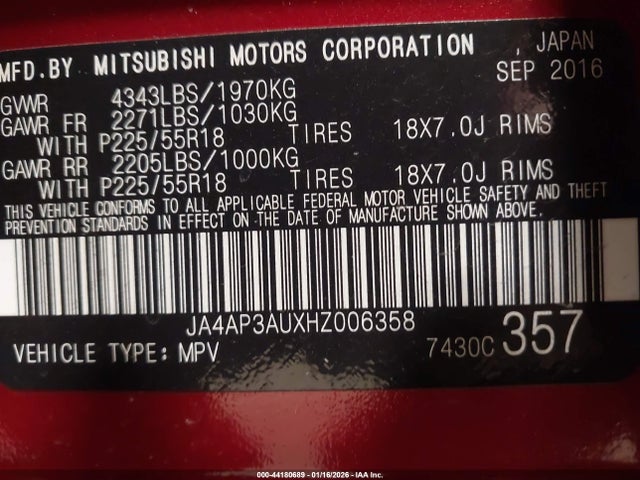 MFD.BY MITSUBISHI MOTORS CORPORATION , JAPAN
SEP 2016
GVWR 4343LBS/1970KG
GAWR FR 2271LBS/1030KG
WITH P225/55R18 TIRES 18X7.0J RIMS
GAWR RR 2205LBS/1000KG
WITH P225/55R18 TIRES 18X7.0J RIMS
THIS VEHICLE CONFORMS TO ALL APPLICABLE FEDERAL MOTOR VEHICLE SAFETY AND THEFT
PREVENTION STANDARDS IN EFFECT ON THE DATE OF MANUFACTURE SHOWN ABOVE.
JA4AP3AUXHZ006358
VEHICLE TYPE: MPV 7430C 357
000-44180689 - 01/16/2026 - IAA Inc.